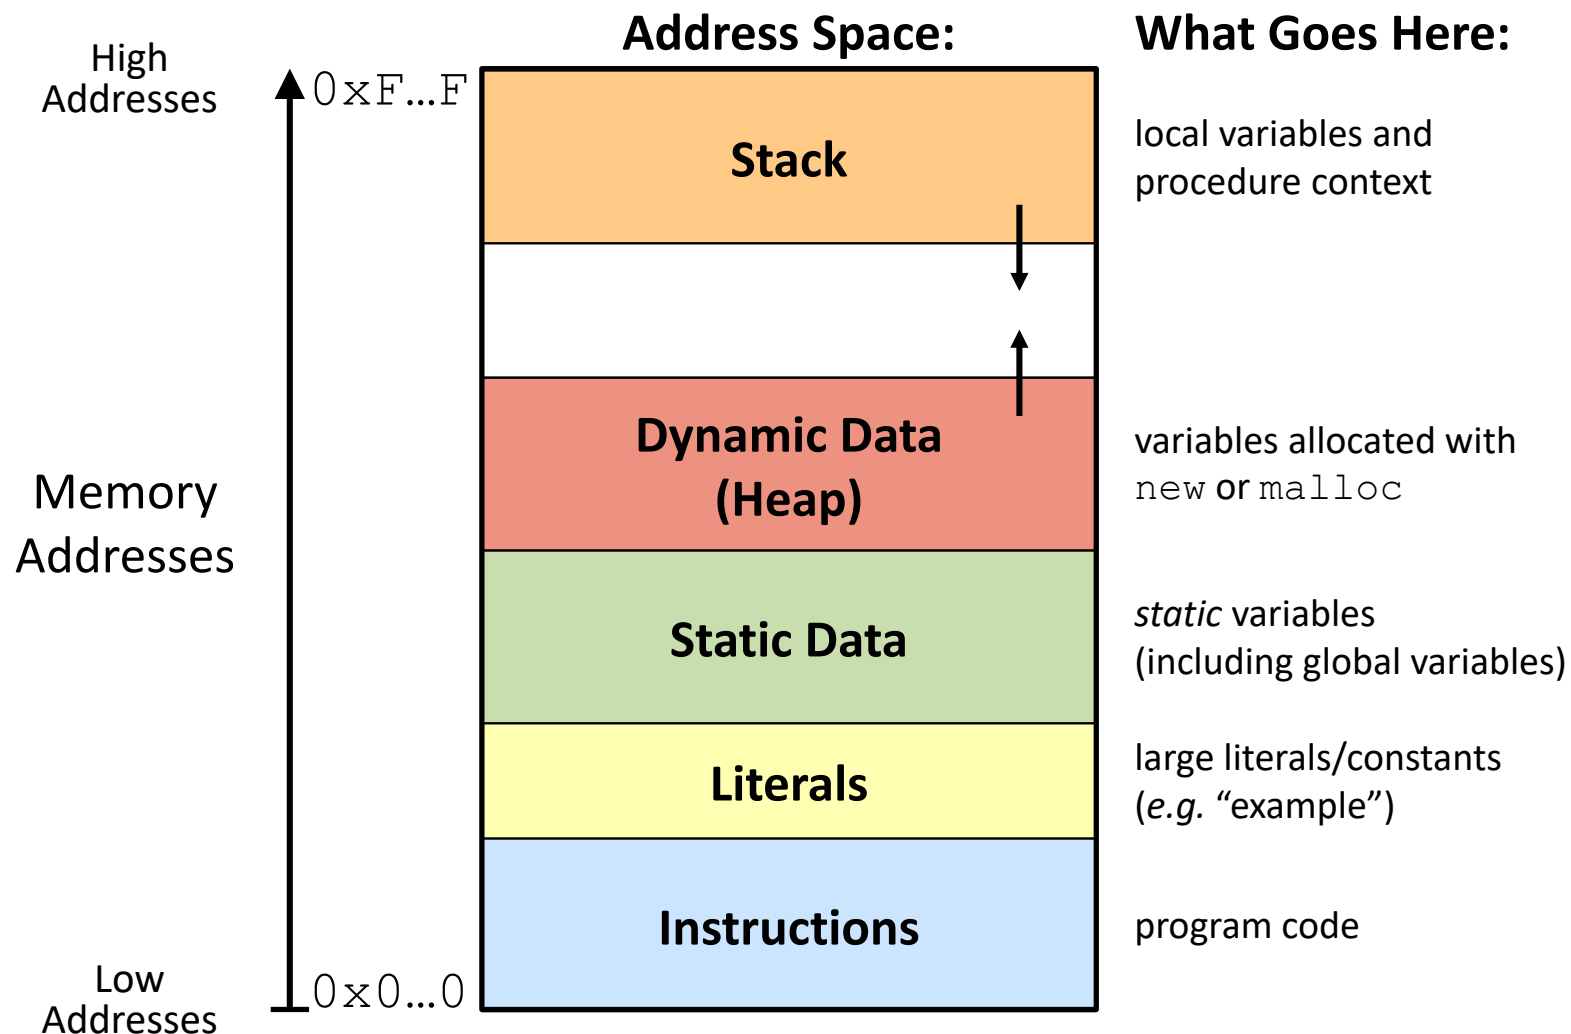 Address Space:
What Goes Here:
High
Addresses
0xF…F
Stack
local variables and
procedure context
Memory
Addresses
Dynamic Data
(Heap)
variables allocated with
new or malloc
Static Data
static variables
(including global variables)
Literals
large literals/constants
(e.g. “example”)
Instructions
program code
Low
Addresses
0x0…0